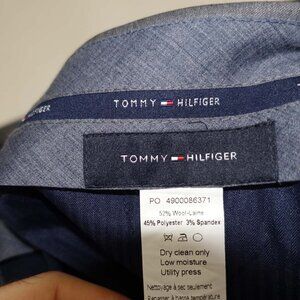 TOMMY HILFIGER
TOMMY HILFIGER
PO 4900086371
52% Wool-Laine
45% Polyester 3% Spandex
Dry clean only
Low moisture
Utility press
Nettoyage à sec seulement
Repasser à